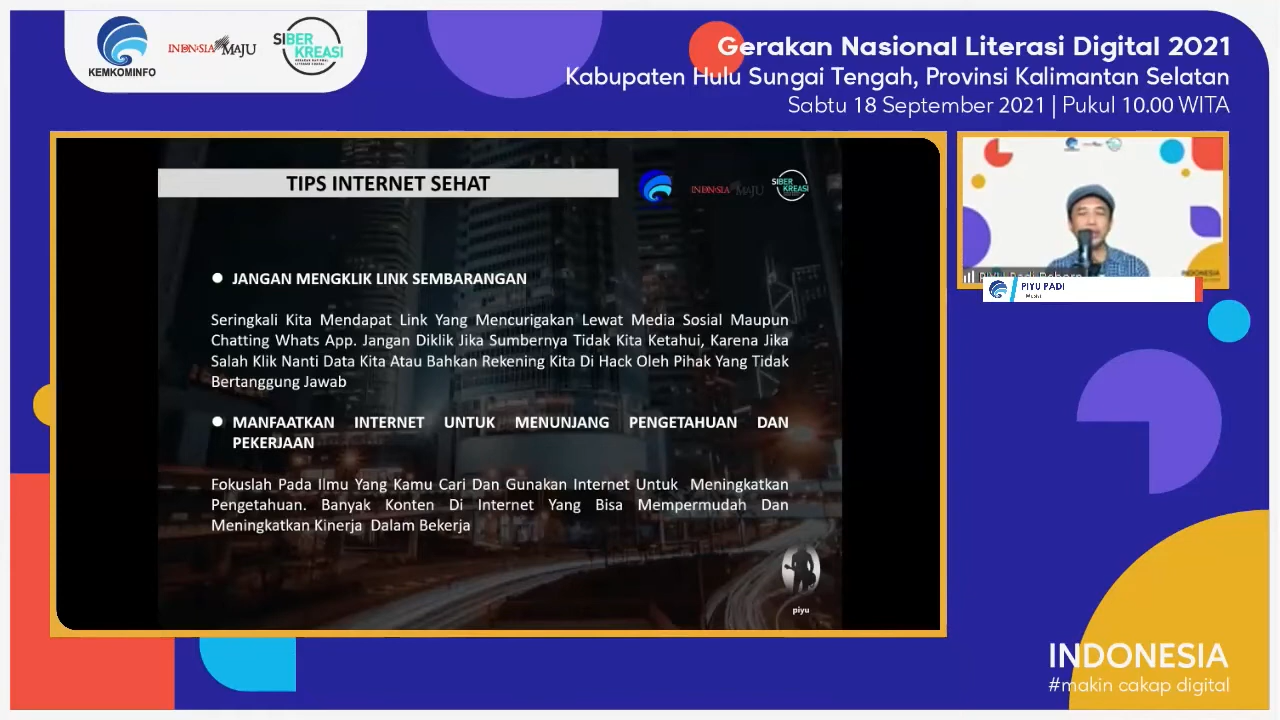 KEMKOMINFO
INDONESIA MAJU
SIBER KREASI
Gerakan Nasional Literasi Digital 2021
Kabupaten Hulu Sungai Tengah, Provinsi Kalimantan Selatan
Sabtu 18 September 2021 | Pukul 10.00 WITA
TIPS INTERNET SEHAT
INDONESIA MAJU
SIBER KREASI
● JANGAN MENGKLIK LINK SEMBARANGAN
Seringkali Kita Mendapat Link Yang Mencurigakan Lewat Media Sosial Maupun
Chatting Whats App. Jangan Diklik Jika Sumbernya Tidak Kita Ketahui, Karena Jika
Salah Klik Nanti Data Kita Atau Bahkan Rekening Kita Di Hack Oleh Pihak Yang Tidak
Bertanggung Jawab
● MANFAATKAN INTERNET UNTUK MENUNJANG PENGETAHUAN DAN
PEKERJAAN
Fokuslah Pada Ilmu Yang Kamu Cari Dan Gunakan Internet Untuk Meningkatkan
Pengetahuan. Banyak Konten Di Internet Yang Bisa Mempermudah Dan
Meningkatkan Kinerja Dalam Bekerja
piyu
PIYU PADI
INDONESIA
#makin cakap digital